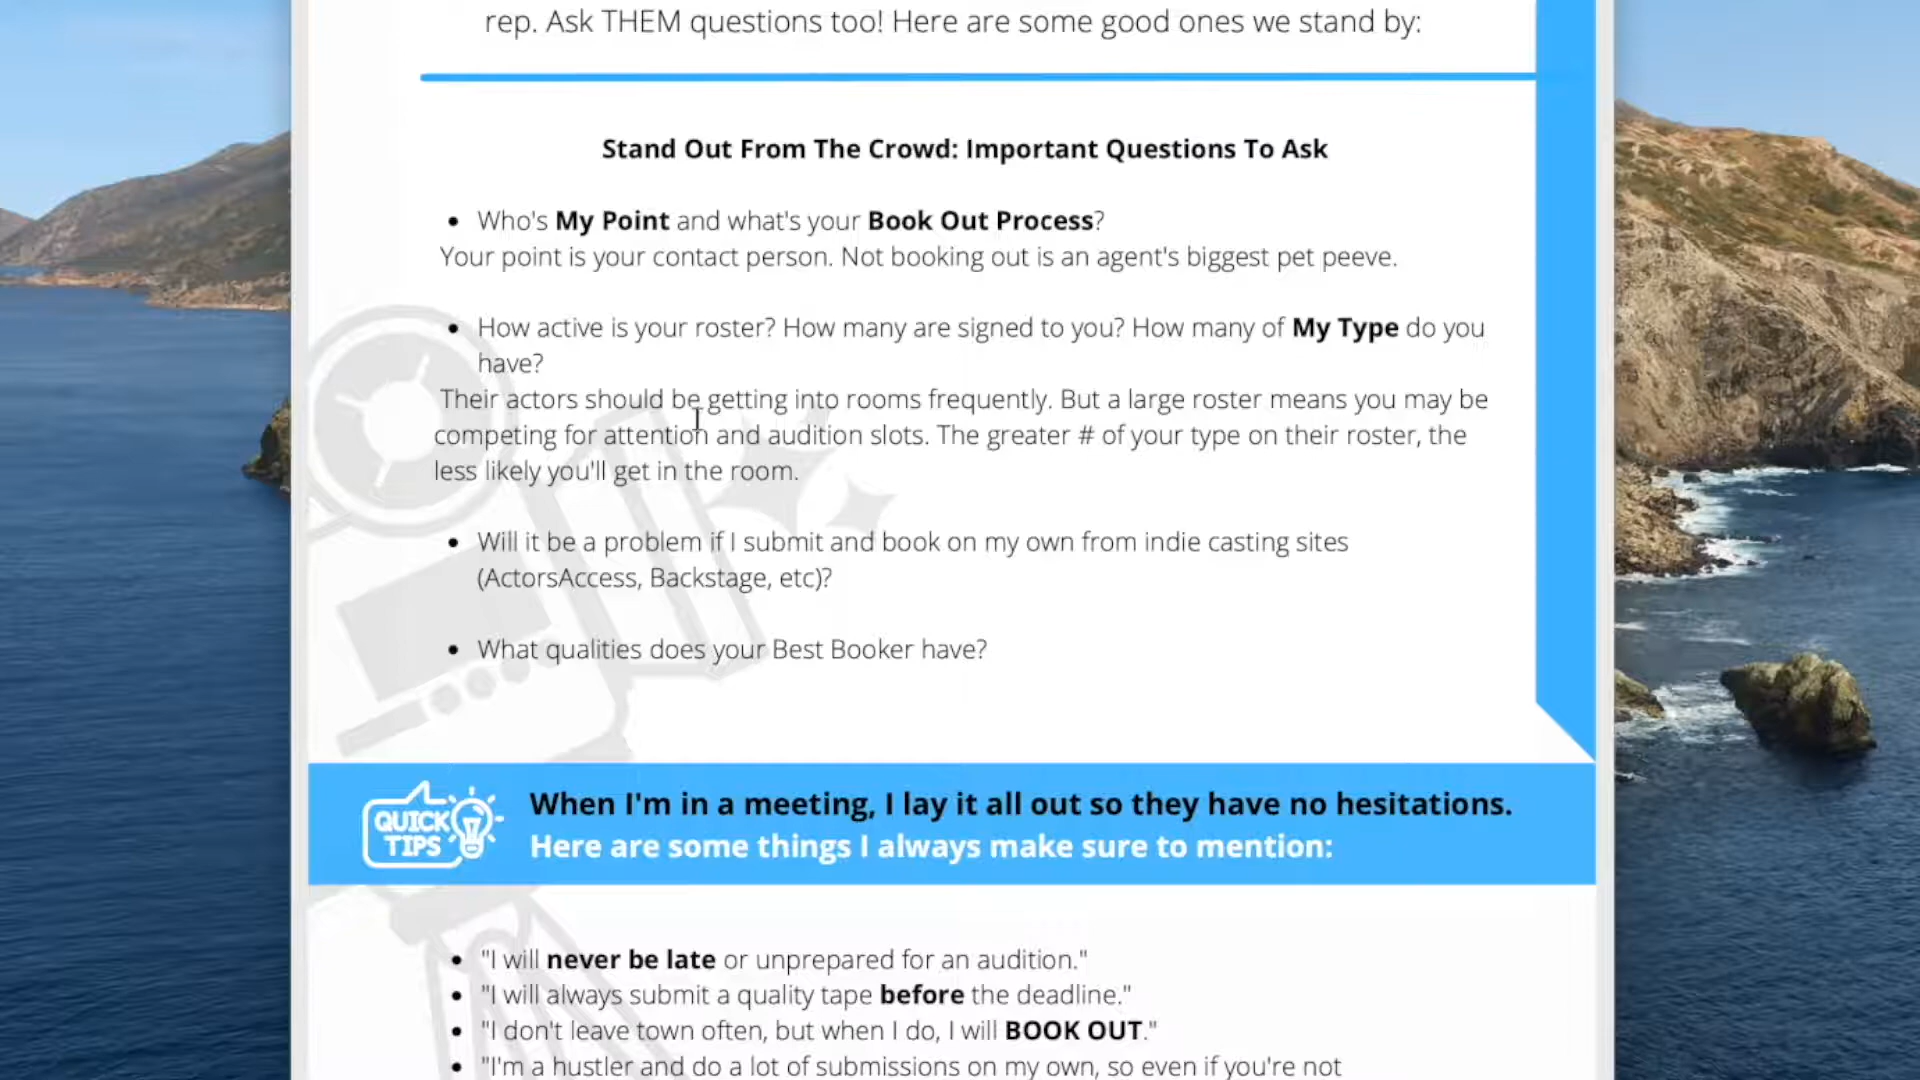 rep. Ask THEM questions too! Here are some good ones we stand by:
Stand Out From The Crowd: Important Questions To Ask
• Who's My Point and what's your Book Out Process?
Your point is your contact person. Not booking out is an agent's biggest pet peeve.
• How active is your roster? How many are signed to you? How many of My Type do you
have?
Their actors should be getting into rooms frequently. But a large roster means you may be
competing for attention and audition slots. The greater # of your type on their roster, the
less likely you'll get in the room.
• Will it be a problem if I submit and book on my own from indie casting sites
(ActorsAccess, Backstage, etc)?
• What qualities does your Best Booker have?
QUICK
TIPS
When I'm in a meeting, I lay it all out so they have no hesitations.
Here are some things I always make sure to mention:
• "I will never be late or unprepared for an audition."
• "I will always submit a quality tape before the deadline."
• "I don't leave town often, but when I do, I will BOOK OUT."
• "I'm a hustler and do a lot of submissions on my own, so even if you're not